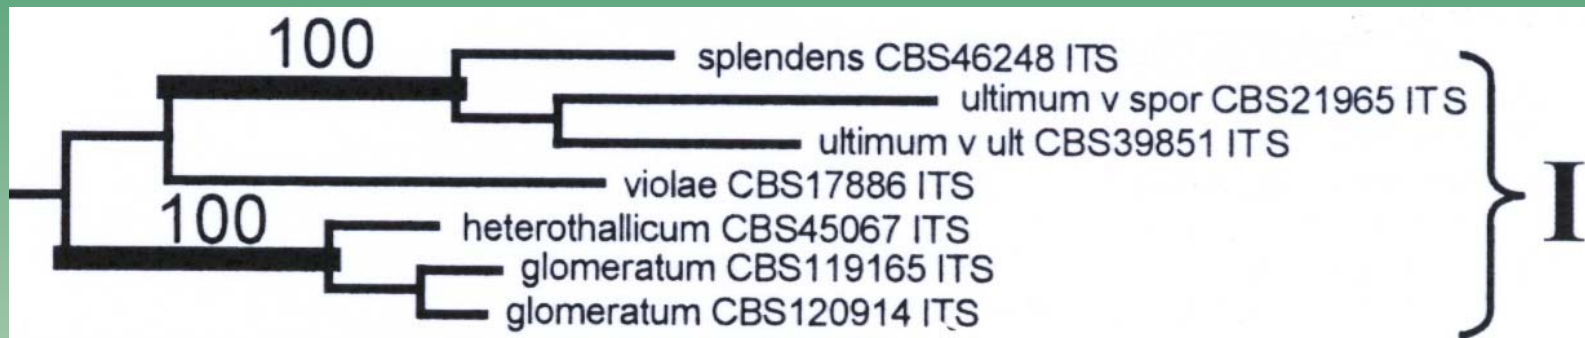 100
splendens CBS46248 ITS
ultimum v spor CBS21965 ITS
ultimum v ult CBS39851 ITS
violae CBS17886 ITS
100
heterothallicum CBS45067 ITS
glomeratum CBS119165 ITS
glomeratum CBS120914 ITS
I